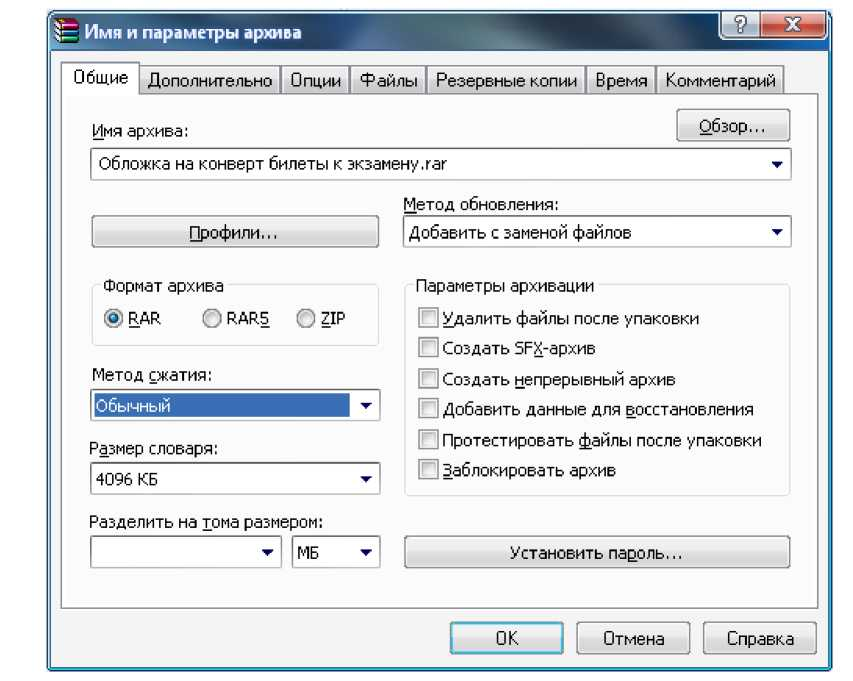 Имя и параметры архива
Общие Дополнительно Опции Файлы Резервные копии Время Комментарий
Имя архива:
Обзор...
Обложка на конверт билеты к экзамену.rar
Метод обновления:
Профили...
Добавить с заменой файлов
Формат архива
RAR RAR5 ZIP
Метод сжатия:
Обычный
Размер словаря:
4096 КБ
Разделить на тома размером:
МБ
Параметры архивации
Удалить файлы после упаковки
Создать SFX-архив
Создать непрерывный архив
Добавить данные для восстановления
Протестировать файлы после упаковки
Заблокировать архив
Установить пароль...
OK Отмена Справка